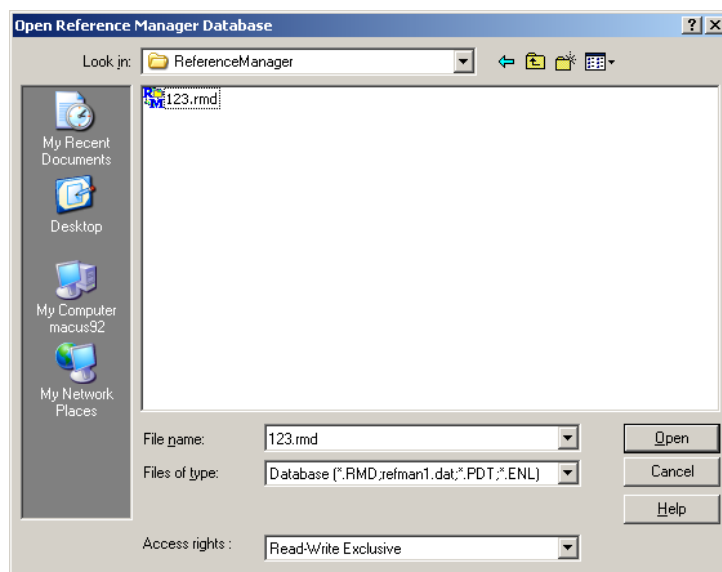 Open Reference Manager Database
Look in:
ReferenceManager
123.rmd
My Recent
Documents
Desktop
My Computer
macus92
My Network
Places
File name:
123.rmd
Open
Files of type:
Database (*.RMD;refman1.dat;*.PDT;*.ENL)
Cancel
Help
Access rights :
Read-Write Exclusive